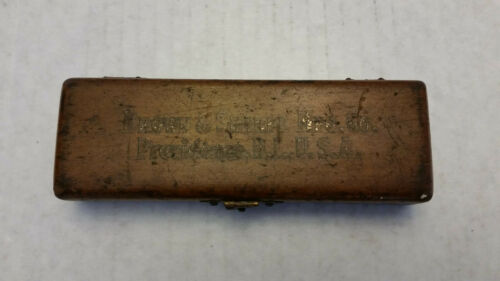 Brown & Sharpe Mfg. Co.
Providence, R.I., U.S.A.